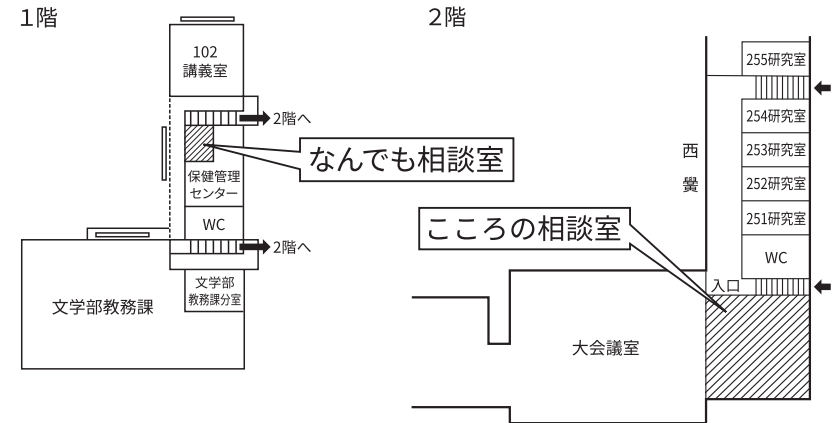 1階
102
講義室
2階へ
なんでも相談室
保健管理
センター
WC
2階へ
文学部
教務課分室
文学部教務課
2階
255研究室
254研究室
西
253研究室
黌
252研究室
251研究室
こころの相談室
WC
入口
大会議室